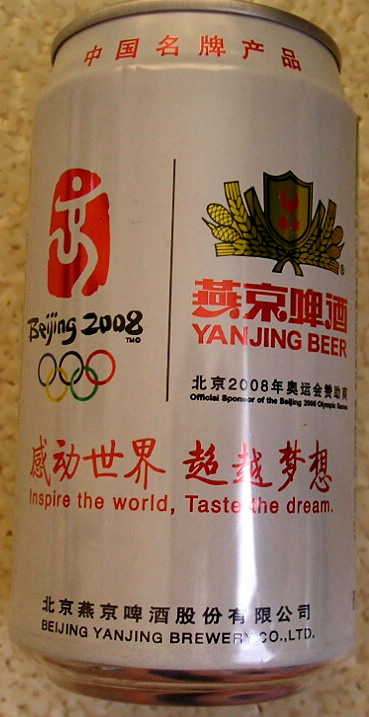 中国名牌产品
Beijing 2008
TM
燕京啤酒
YANJING BEER
®
北京2008年奥运会赞助商
Official Sponsor of the Beijing 2008 Olympic Games
感动世界 超越梦想
Inspire the world, Taste the dream.
北京燕京啤酒股份有限公司
BEIJING YANJING BREWERY CO.,LTD.